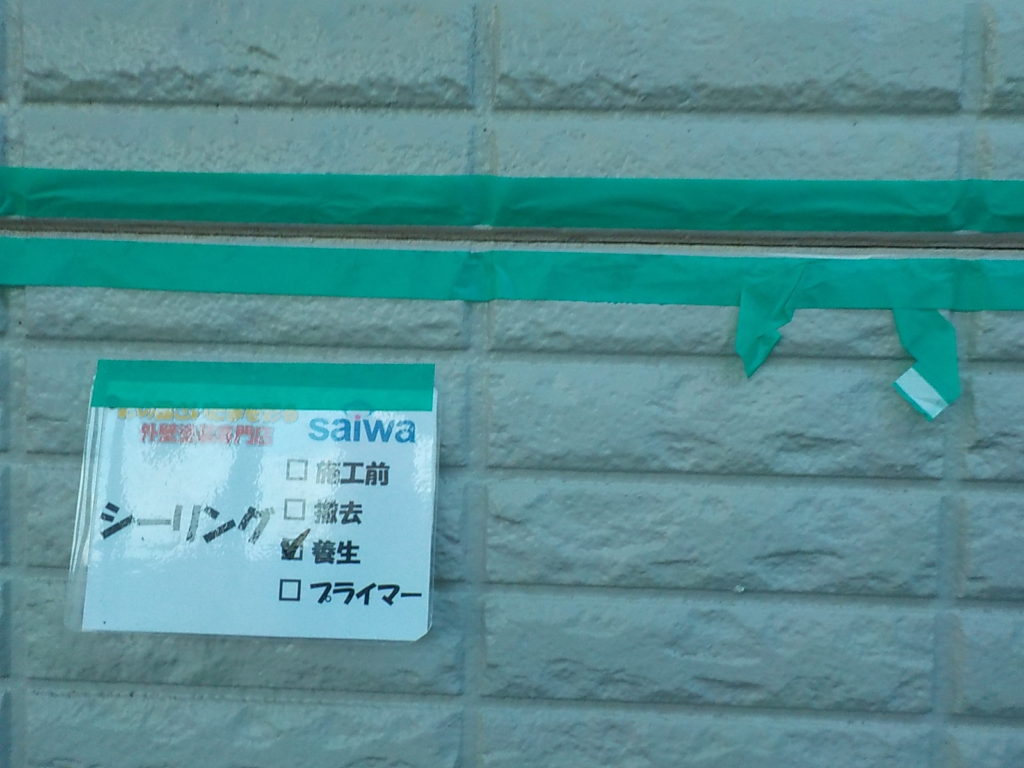 外壁塗装専門店
saiwa
シーリング
□ 施工前
□ 撤去
☑ 養生
□ プライマー